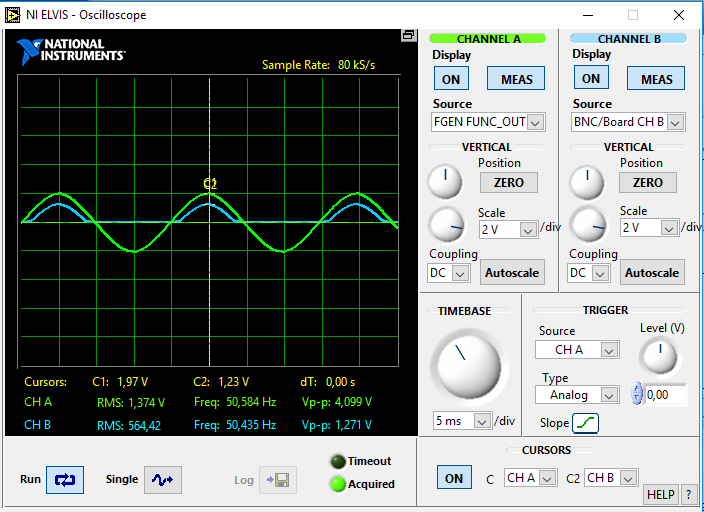 NI ELVIS - Oscilloscope
NATIONAL
INSTRUMENTS
Sample Rate: 80 kS/s
C2
Cursors: C1: 1,97 V C2: 1,23 V dT: 0,00 s
CH A RMS: 1,374 V Freq: 50,584 Hz Vp-p: 4,099 V
CH B RMS: 564,42 Freq: 50,435 Hz Vp-p: 1,271 V
Run
Single
Log
Timeout
Acquired
CHANNEL A
Display
ON MEAS
Source
FGEN FUNC_OUT
VERTICAL
Position
ZERO
Scale
2 V /div
Coupling
DC Autoscale
CHANNEL B
Display
ON MEAS
Source
BNC/Board CH B
VERTICAL
Position
ZERO
Scale
2 V /div
Coupling
DC Autoscale
TIMEBASE
5 ms /div
TRIGGER
Source
CH A
Level (V)
Type
Analog
0,00
Slope
CURSORS
ON C CH A C2 CH B
HELP ?